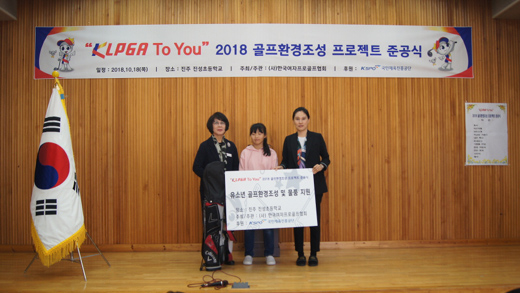 "KLPGA To You" 2018 골프환경조성 프로젝트 준공식
일정 : 2018.10.18(목) | 장소 : 진주 진성초등학교 | 주최/주관 : (사)한국여자프로골프협회 | 후원 : KSPO 국민체육진흥공단
"KLPGA To You" 2018 골프환경조성 프로젝트 준공식
유소년 골프환경조성 및 물품 지원
장소 : 진주 진성초등학교
주최/주관 : (사) 한국여자프로골프협회
후원 : KSPO 국민체육진흥공단